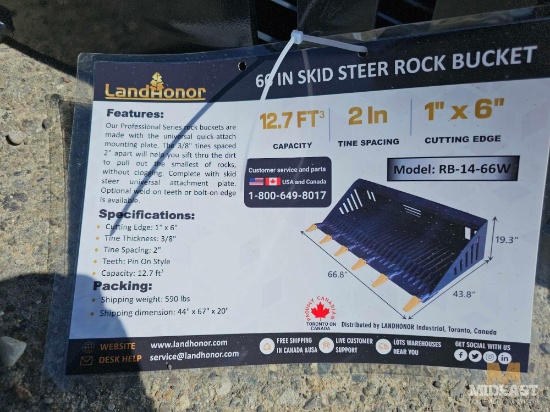 LandHonor
66 IN SKID STEER ROCK BUCKET
Features:
Our Professional Series rock buckets are
made with the universal quick-attach
mounting plate. The 3/8" tines spaced
2" apart will help you sift thru the dirt
to pull out the smallest of rocks,
without clogging. Complete with skid
steer universal attachment plate.
Optional weld on teeth or bolt-on edge
is available.
12.7 FT³
CAPACITY
2 In
TINE SPACING
1" x 6"
CUTTING EDGE
Customer service and parts
USA and Canada
1-800-649-8017
Model: RB-14-66W
Specifications:
Cutting Edge: 1" x 6"
Tine Thickness: 3/8"
Tine Spacing: 2"
Teeth: Pin On Style
Capacity: 12.7 ft³
Packing:
Shipping weight: 590 lbs
Shipping dimension: 44" x 67" x 20"
66.8"
43.8"
19.3"
PROUDLY CANADIAN
TORONTO ON
CANADA
Distributed by LANDHONOR Industrial, Toronto, Canada
WEBSITE www.landhonor.com
DESK HELP service@landhonor.com
FREE SHIPPING
IN CANADA &USA
LIVE CUSTOMER
SUPPORT
LOTS WAREHOUSES
NEAR YOU
GET SOCIAL WITH US
MIDEAST